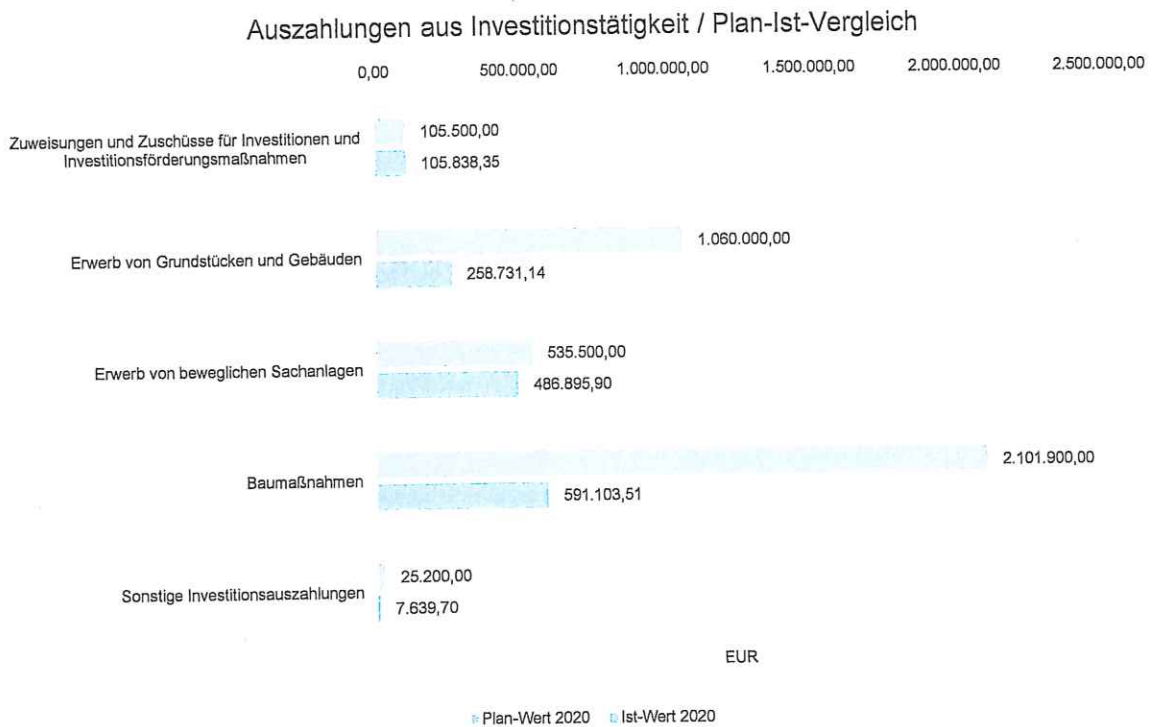 Auszahlungen aus Investitionstätigkeit / Plan-Ist-Vergleich
0,00 500.000,00 1.000.000,00 1.500.000,00 2.000.000,00 2.500.000,00
Zuweisungen und Zuschüsse für Investitionen und
Investitionsförderungsmaßnahmen
105.500,00
105.838,35
Erwerb von Grundstücken und Gebäuden
1.060.000,00
258.731,14
Erwerb von beweglichen Sachanlagen
535.500,00
486.895,90
Baumaßnahmen
2.101.900,00
591.103,51
Sonstige Investitionsauszahlungen
25.200,00
7.639,70
EUR
Plan-Wert 2020 Ist-Wert 2020